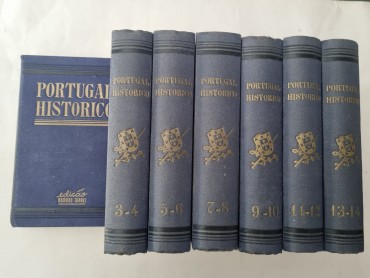 PORTUGAL
HISTORICO
edição
PORTUGAL
HISTORICO
3-4
PORTUGAL
HISTORICO
5-6
PORTUGAL
HISTORICO
7-8
PORTUGAL
HISTORICO
9-10
PORTUGAL
HISTORICO
11-12
PORTUGAL
HISTORICO
13-14